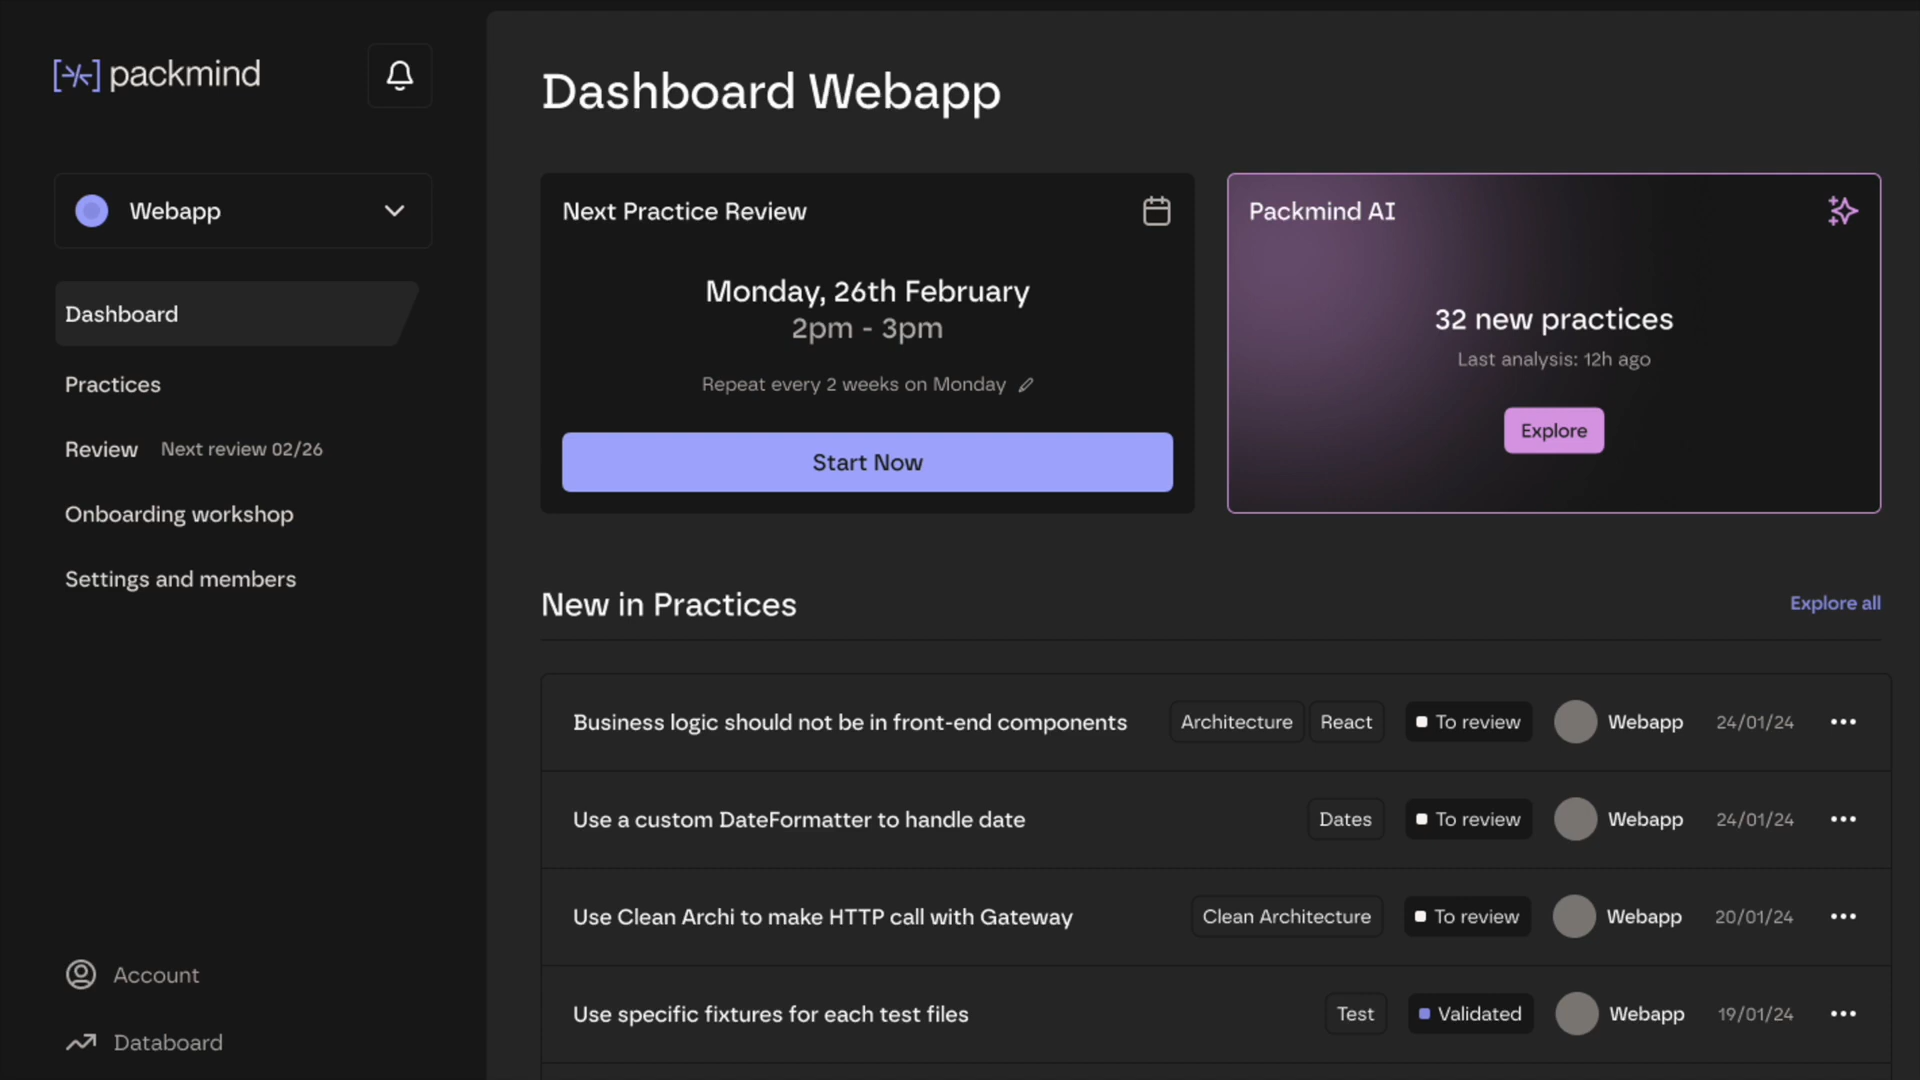 packmind
Webapp
Dashboard
Practices
Review Next review 02/26
Onboarding workshop
Settings and members
Account
Databoard
Dashboard Webapp
Next Practice Review
Monday, 26th February
2pm - 3pm
Repeat every 2 weeks on Monday
Start Now
Packmind AI
32 new practices
Last analysis: 12h ago
Explore
New in Practices Explore all
Business logic should not be in front-end components Architecture React To review Webapp 24/01/24
Use a custom DateFormatter to handle date Dates To review Webapp 24/01/24
Use Clean Archi to make HTTP call with Gateway Clean Architecture To review Webapp 20/01/24
Use specific fixtures for each test files Test Validated Webapp 19/01/24